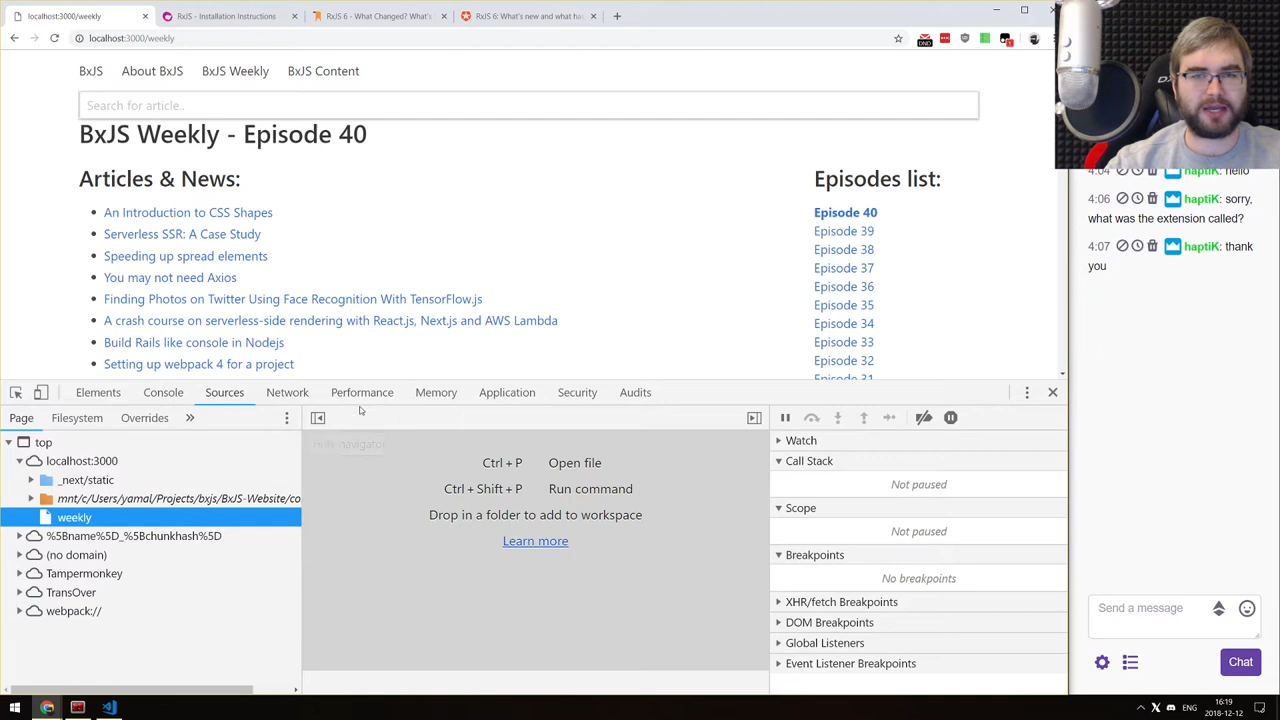 localhost:3000/weekly
RxJS - Installation Instructions
RxJS 6 - What Changed? What's
RxJS 6: What's new and what ha
localhost:3000/weekly
DND
1
BxJS
About BxJS
BxJS Weekly
BxJS Content
Search for article..
BxJS Weekly - Episode 40
Articles & News:
An Introduction to CSS Shapes
Serverless SSR: A Case Study
Speeding up spread elements
You may not need Axios
Finding Photos on Twitter Using Face Recognition With TensorFlow.js
A crash course on serverless-side rendering with React.js, Next.js and AWS Lambda
Build Rails like console in Nodejs
Setting up webpack 4 for a project
Episodes list:
Episode 40
Episode 39
Episode 38
Episode 37
Episode 36
Episode 35
Episode 34
Episode 33
Episode 32
Episode 31
4:04 haptiK: hello
4:06 haptiK: sorry,
what was the extension called?
4:07 haptiK: thank
you
Elements
Console
Sources
Network
Performance
Memory
Application
Security
Audits
Page
Filesystem
Overrides
»
top
localhost:3000
_next/static
mnt/c/Users/yamal/Projects/bxjs/BxJS-Website/co
weekly
%5Bname%5D_%5Bchunkhash%5D
(no domain)
Tampermonkey
TransOver
webpack://
Hide navigator
Ctrl + P Open file
Ctrl + Shift + P Run command
Drop in a folder to add to workspace
Learn more
Watch
Call Stack
Not paused
Scope
Not paused
Breakpoints
No breakpoints
XHR/fetch Breakpoints
DOM Breakpoints
Global Listeners
Event Listener Breakpoints
Send a message
Chat
ENG
16:19
2018-12-12